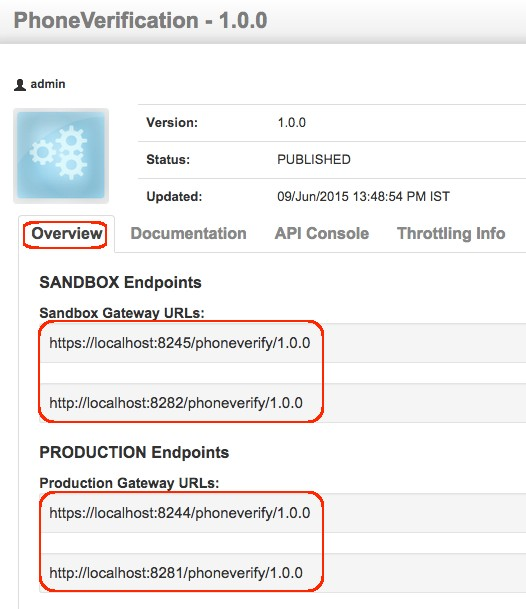 PhoneVerification - 1.0.0
admin
Version: 1.0.0
Status: PUBLISHED
Updated: 09/Jun/2015 13:48:54 PM IST
Overview Documentation API Console Throttling Info
SANDBOX Endpoints
Sandbox Gateway URLs:
https://localhost:8245/phoneverify/1.0.0
http://localhost:8282/phoneverify/1.0.0
PRODUCTION Endpoints
Production Gateway URLs:
https://localhost:8244/phoneverify/1.0.0
http://localhost:8281/phoneverify/1.0.0